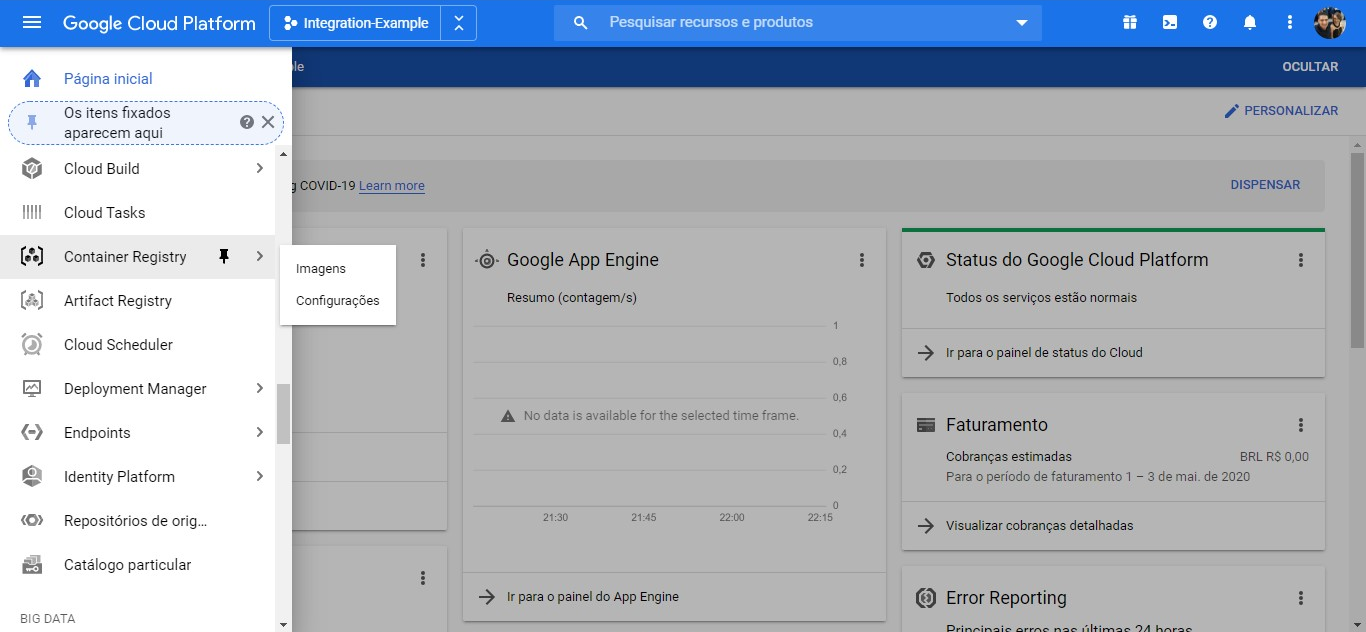 Google Cloud Platform
Integration-Example
Pesquisar recursos e produtos
OCULTAR
Página inicial
Os itens fixados
aparecem aqui
PERSONALIZAR
Cloud Build
Cloud Tasks
Container Registry
Artifact Registry
Cloud Scheduler
Deployment Manager
Endpoints
Identity Platform
Repositórios de orig...
Catálogo particular
BIG DATA
Imagens
Configurações
COVID-19 Learn more
DISPENSAR
Google App Engine
Resumo (contagem/s)
1
0,8
0,6
No data is available for the selected time frame.
0,4
0,2
0
21:30 21:45 22:00 22:15
Ir para o painel do App Engine
Status do Google Cloud Platform
Todos os serviços estão normais
Ir para o painel de status do Cloud
Faturamento
Cobranças estimadas BRL R$ 0,00
Para o período de faturamento 1 – 3 de mai. de 2020
Visualizar cobranças detalhadas
Error Reporting
Principais erros nas últimas 24 horas